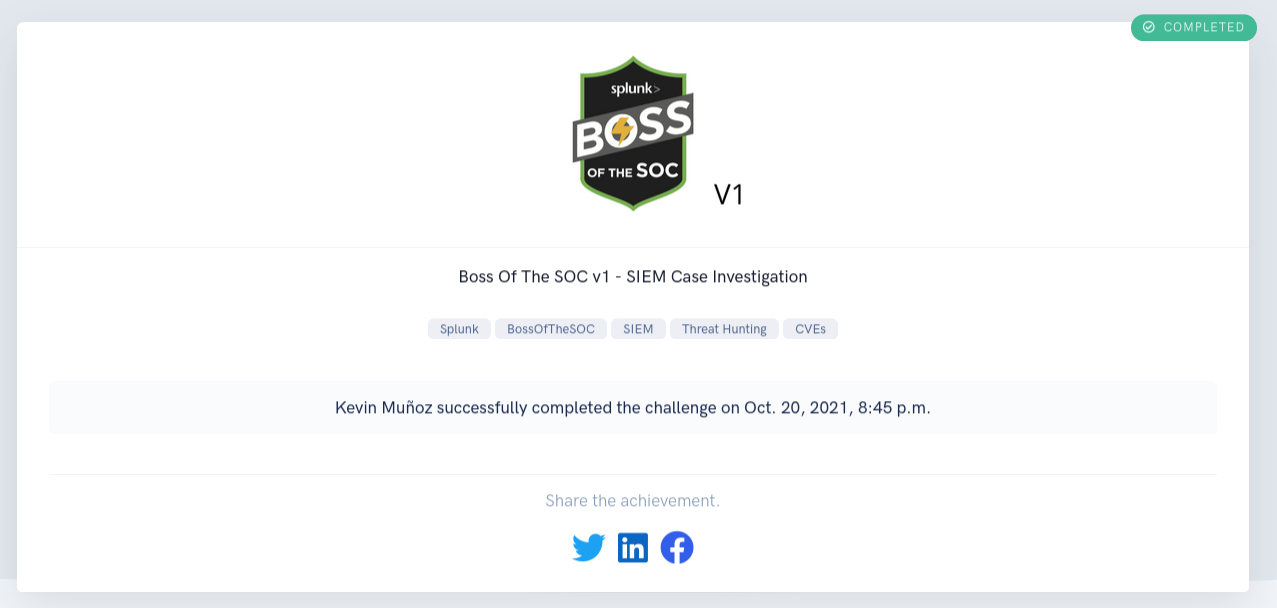 COMPLETED
splunk>
BOSS
OF THE SOC
V1
Boss Of The SOC v1 - SIEM Case Investigation
Splunk BossOfTheSOC SIEM Threat Hunting CVEs
Kevin Muñoz successfully completed the challenge on Oct. 20, 2021, 8:45 p.m.
Share the achievement.
in
f